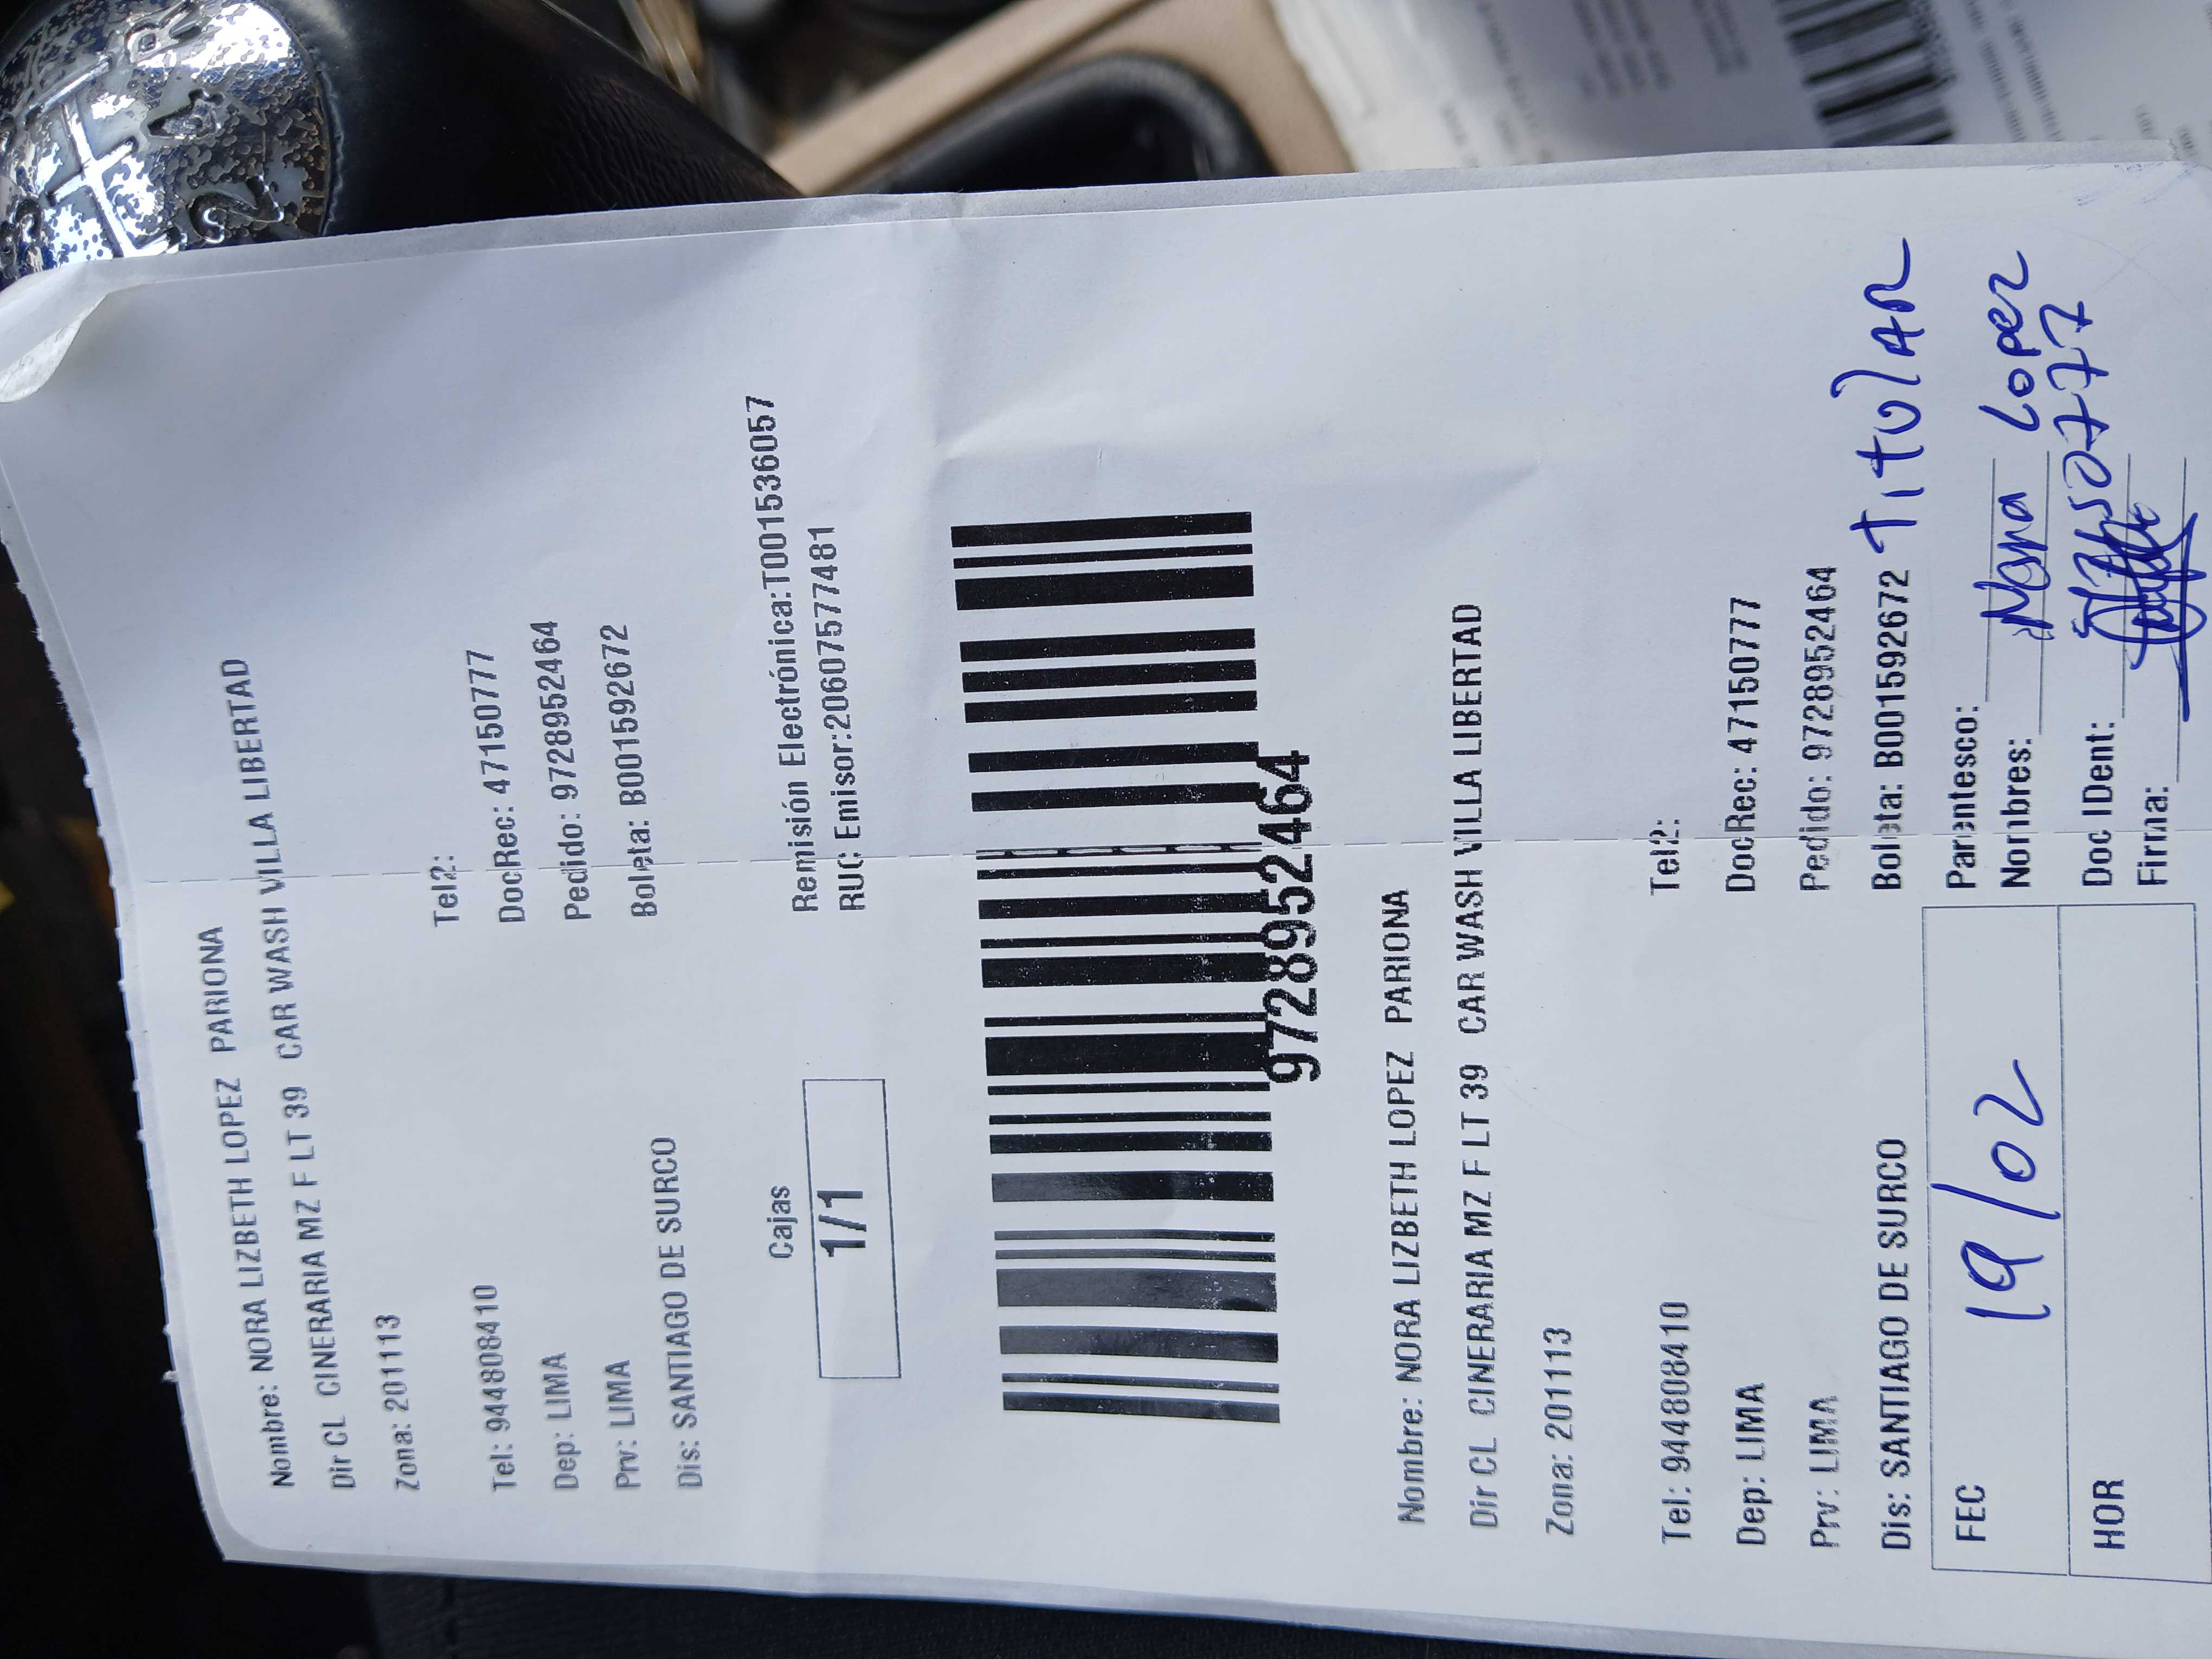 Nombre: NORA LIZBETH LOPEZ PARIONA
Dir CL CINERARIA MZ F LT 39 CAR WASH VILLA LIBERTAD
Zona: 201113
Tel: 944808410 Tel2:
Dep: LIMA DocRec: 47150777
Prv: LIMA Pedido: 9728952464
Dis: SANTIAGO DE SURCO Boleta: B001592672
Cajas
1/1
Remisión Electrónica:T001536057
RUC Emisor:20607577481
9728952464
Nombre: NORA LIZBETH LOPEZ PARIONA
Dir CL CINERARIA MZ F LT 39 CAR WASH VILLA LIBERTAD
Zona: 201113
Tel: 944808410 Tel2:
Dep: LIMA DocRec: 47150777
Prv: LIMA Pedido: 9728952464
Dis: SANTIAGO DE SURCO Boleta: B001592672
FEC 19/02
HOR
Parentesco: TITULAR
Nombres: Nora Lopez
Doc IDent:
Firma:
2